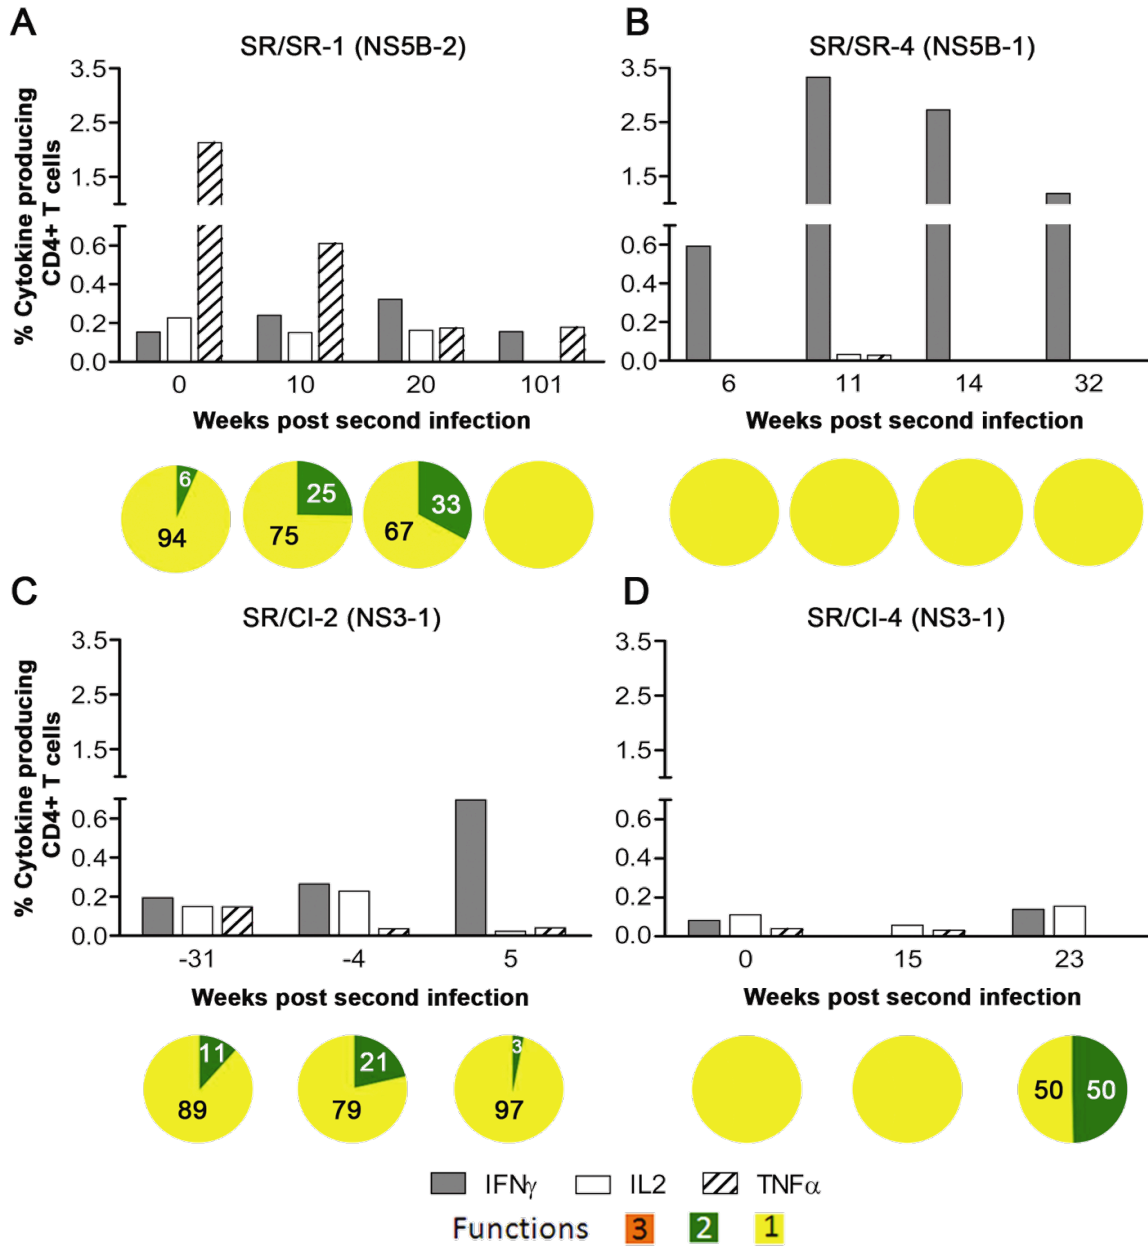 A
B
SR/SR-1 (NS5B-2)
SR/SR-4 (NS5B-1)
% Cytokine producing
CD4+ T cells
3.5
2.5
1.5
0.6
0.4
0.2
0.0
0 10 20 101
Weeks post second infection
3.5
2.5
1.5
0.6
0.4
0.2
0.0
6 11 14 32
Weeks post second infection
6
94
25
75
33
67
C
D
SR/CI-2 (NS3-1)
SR/CI-4 (NS3-1)
% Cytokine producing
CD4+ T cells
3.5
2.5
1.5
0.6
0.4
0.2
0.0
-31 -4 5
Weeks post second infection
3.5
2.5
1.5
0.6
0.4
0.2
0.0
0 15 23
Weeks post second infection
11
89
21
79
3
97
50 50
IFNγ IL2 TNFα
Functions 3 2 1